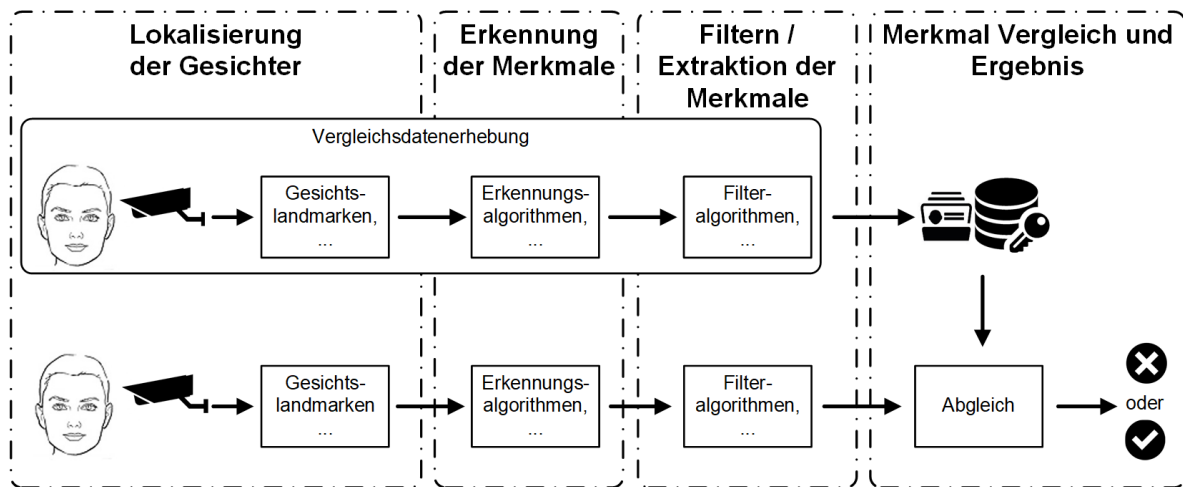 Lokalisierung
der Gesichter
Erkennung
der Merkmale
Filtern /
Extraktion der
Merkmale
Merkmal Vergleich und
Ergebnis
Vergleichsdatenerhebung
Gesichts-
landmarken,
...
Erkennungs-
algorithmen,
...
Filter-
algorithmen,
...
Gesichts-
landmarken
...
Erkennungs-
algorithmen,
...
Filter-
algorithmen,
...
Abgleich
oder